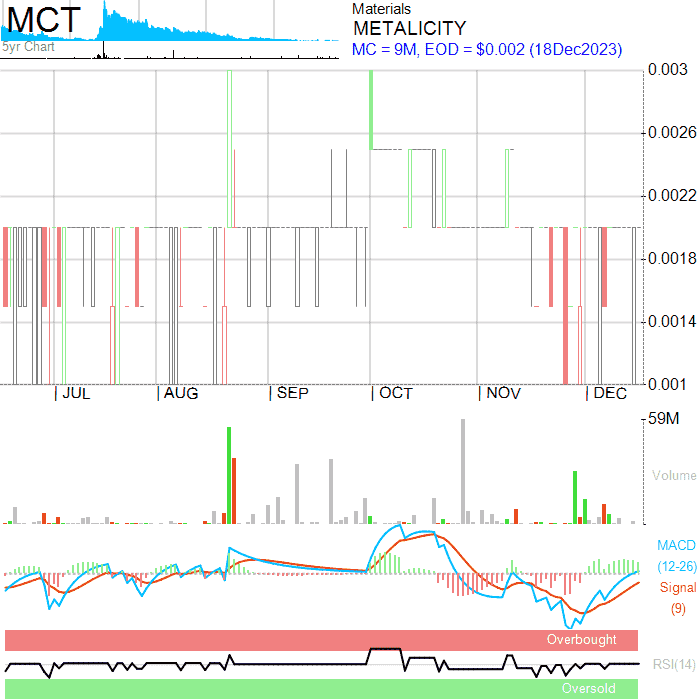 MCT
5yr Chart
Materials
METALICITY
MC = 9M, EOD = $0.002 (18Dec2023)
0.003
0.0026
0.0022
0.0018
0.0014
0.001
| JUL | AUG | SEP | OCT | NOV | DEC
59M
Volume
MACD
(12-26)
Signal
(9)
Overbought
RSI(14)
Oversold